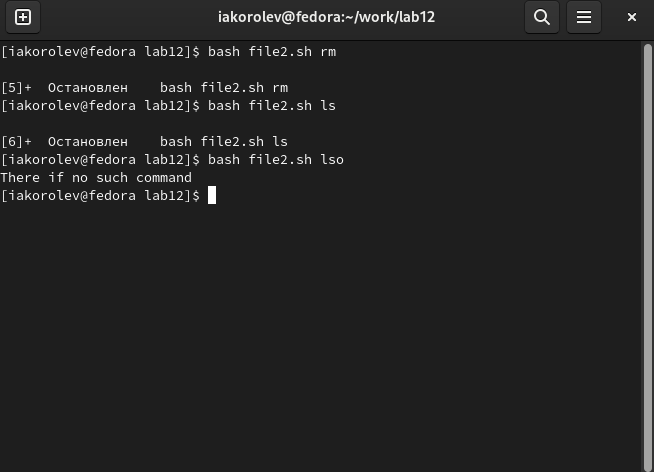 iakorolev@fedora:~/work/lab12
[iakorolev@fedora lab12]$ bash file2.sh rm
[5]+  Остановлен    bash file2.sh rm
[iakorolev@fedora lab12]$ bash file2.sh ls
[6]+  Остановлен    bash file2.sh ls
[iakorolev@fedora lab12]$ bash file2.sh lso
There if no such command
[iakorolev@fedora lab12]$